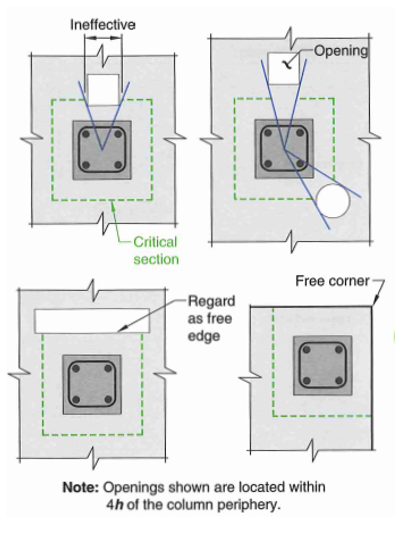 Ineffective
Opening
Critical
section
Regard
as free
edge
Free corner
Note: Openings shown are located within
4h of the column periphery.